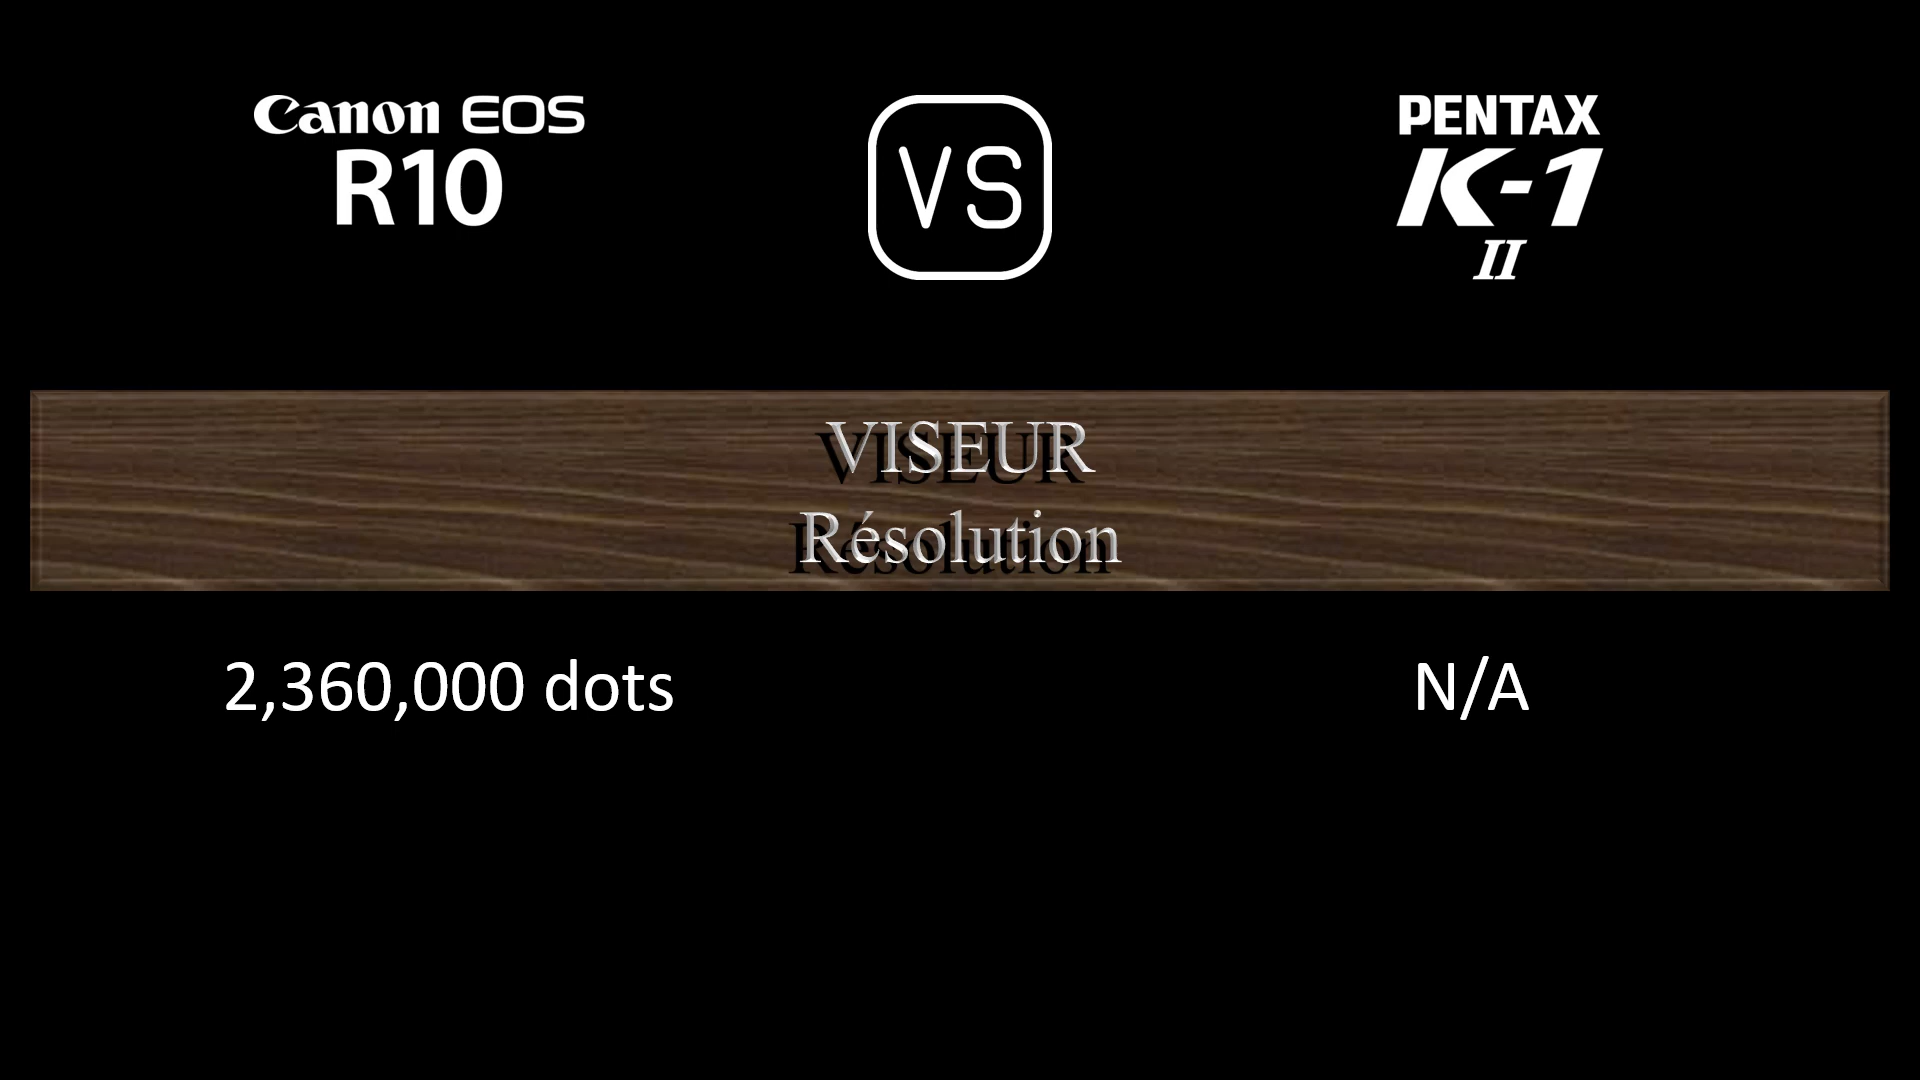 Canon EOS
R10
VS
PENTAX
K-1
II
VISEUR
Résolution
2,360,000 dots
N/A